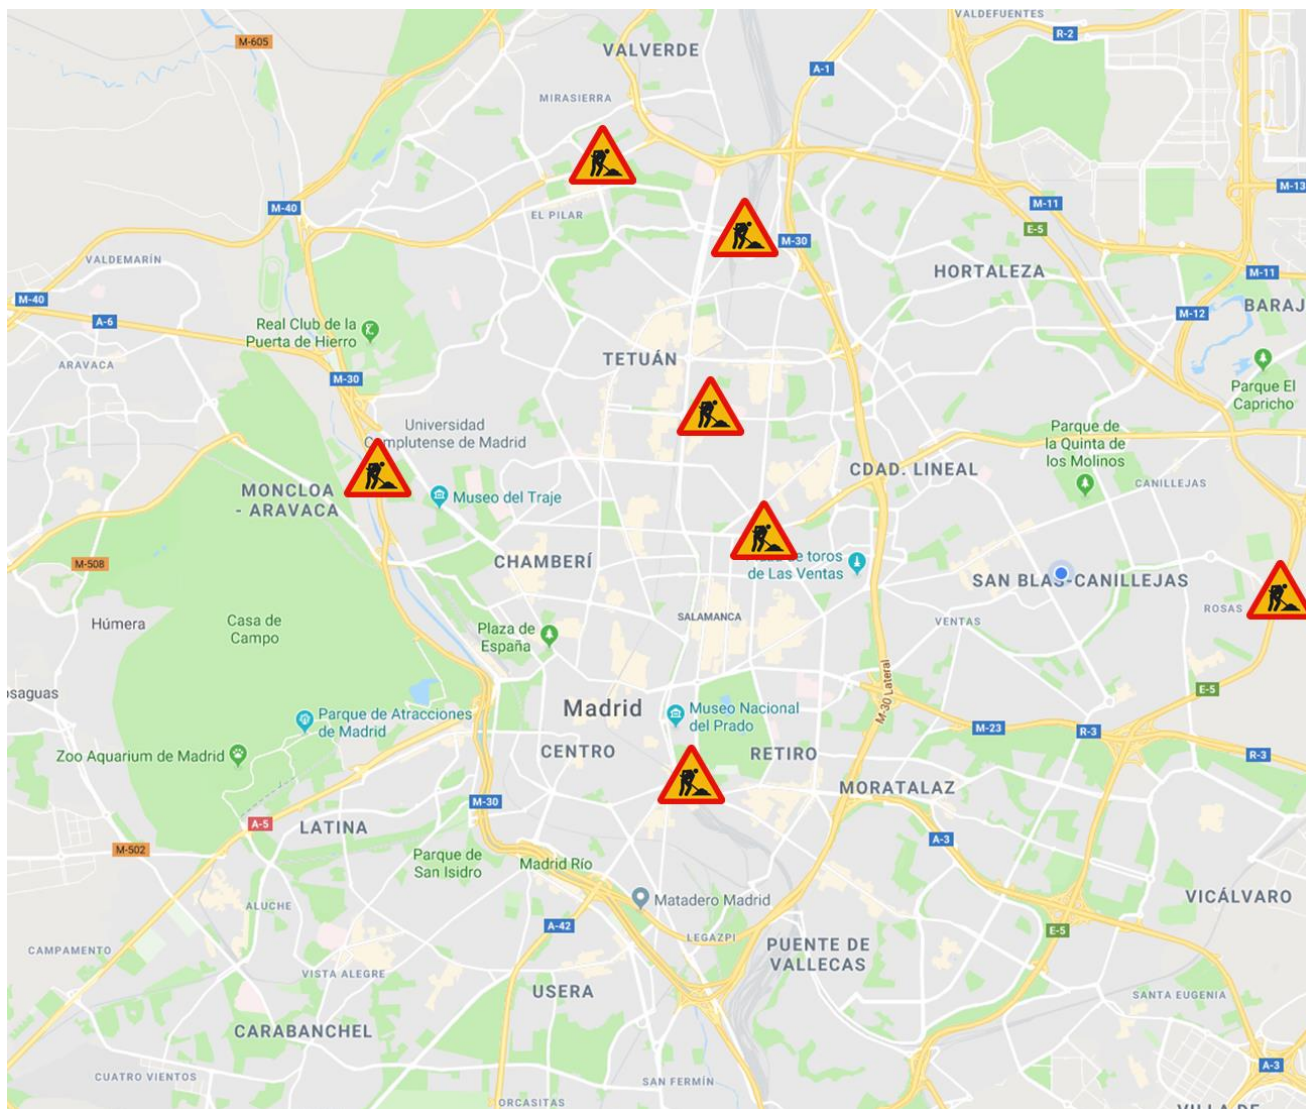 VALDEFUENTES
R-2
M-605
VALVERDE
A-1
MIRASIERRA
M-13
M-40
M-11
EL PILAR
E-5
M-30
VALDEMARÍN
HORTALEZA
M-11
M-40
BARAJ
A-6
M-12
Real Club de la
Puerta de Hierro
TETUÁN
ARAVACA
M-30
Parque El
Capricho
Universidad
Complutense de Madrid
Parque de
la Quinta de
los Molinos
CDAD. LINEAL
CANILLEJAS
MONCLOA
- ARAVACA
Museo del Traje
CHAMBERÍ
de toros
de Las Ventas
M-508
SAN BLAS-CANILLEJAS
ROSAS
Húmera
Casa de
Campo
SALAMANCA
VENTAS
Plaza de
España
osaguas
M-30 Lateral
E-5
Madrid
Museo Nacional
del Prado
Parque de Atracciones
de Madrid
M-23
R-3
R-3
Zoo Aquarium de Madrid
CENTRO
RETIRO
MORATALAZ
M-30
A-5
LATINA
A-3
M-502
Parque de
San Isidro
Madrid Río
VICÁLVARO
Matadero Madrid
ALUCHE
A-42
E-5
LEGAZPI
CAMPAMENTO
PUENTE DE
VALLECAS
VISTA ALEGRE
USERA
SANTA EUGENIA
CARABANCHEL
A-3
CUATRO VIENTOS
SAN FERMÍN
ORCASITAS
VILLA DE